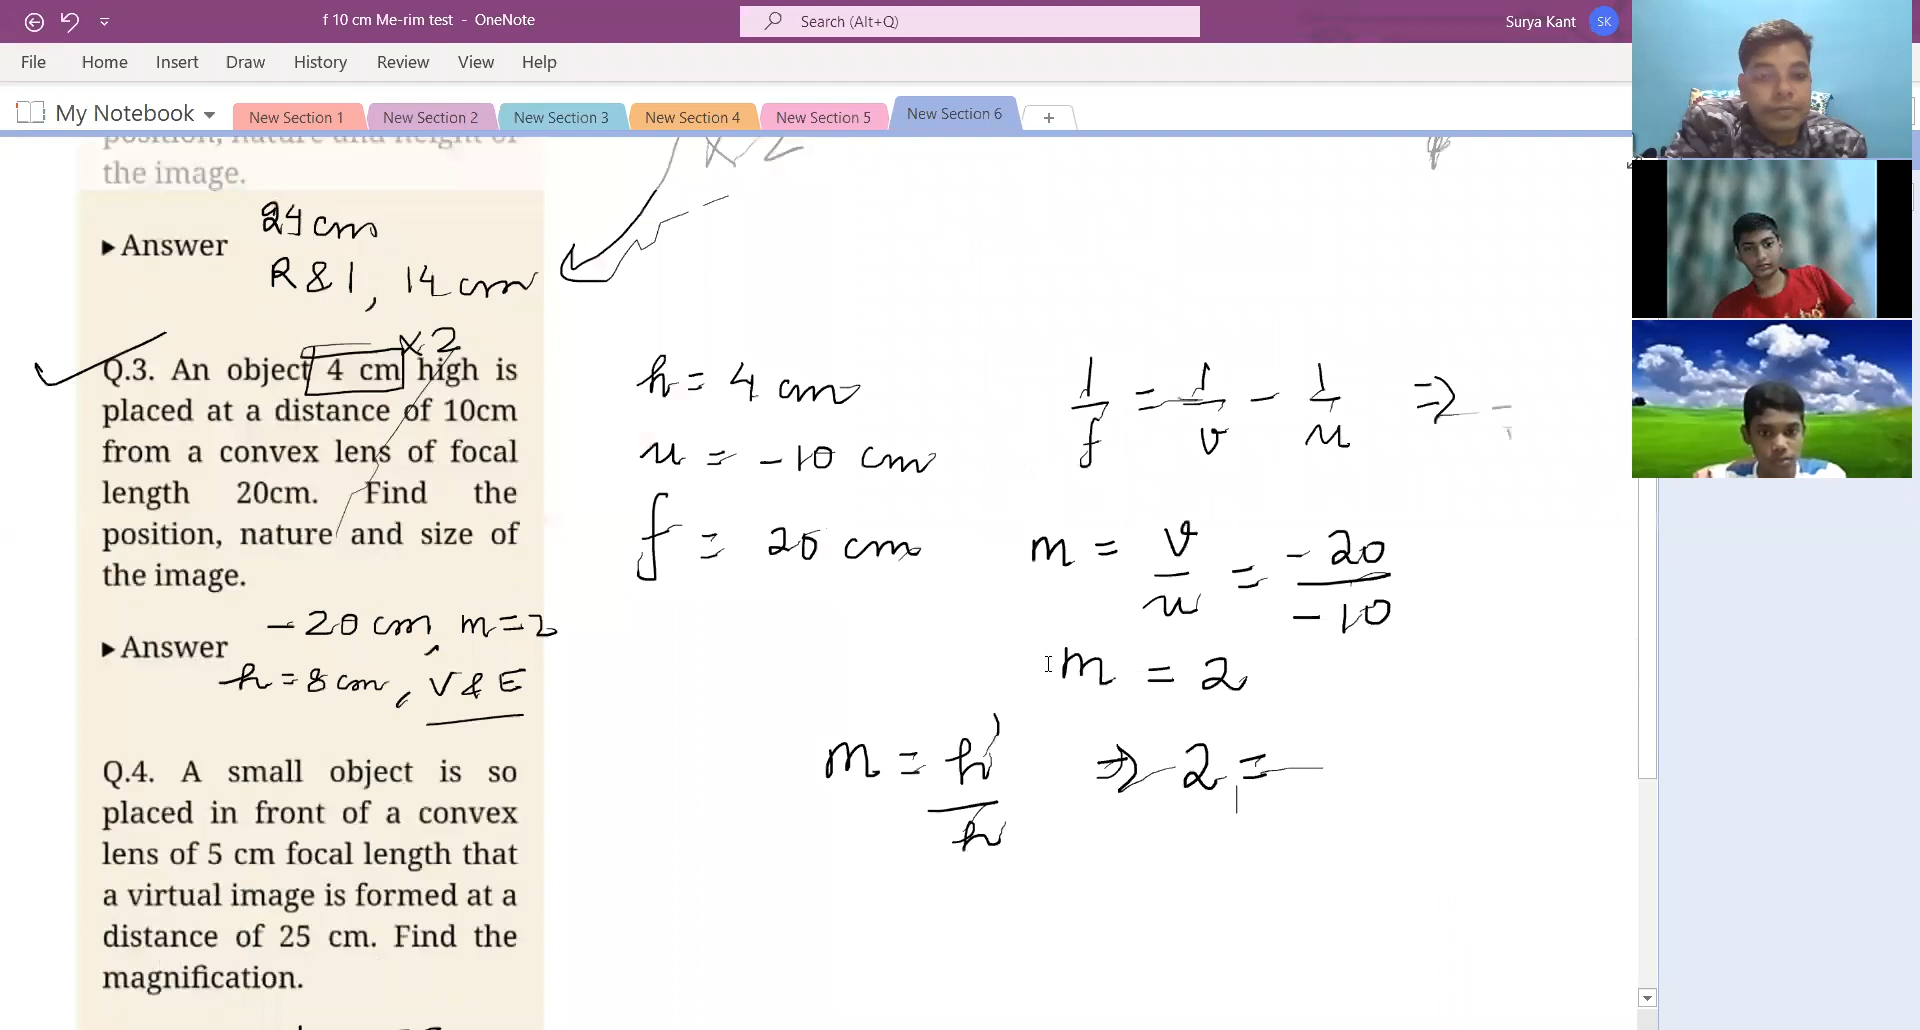 f 10 cm Me-rim test - OneNote
Search (Alt+Q)
Surya Kant
SK
File Home Insert Draw History Review View Help
My Notebook
New Section 1
New Section 2
New Section 3
New Section 4
New Section 5
New Section 6
+
position, nature and height of
the image.
× 2
24 cm
▸ Answer
R & I, 14 cm
× 2
Q.3. An object 4 cm high is
placed at a distance of 10cm
from a convex lens of focal
length 20cm. Find the
position, nature and size of
the image.
- 20 cm, m = 2
▸ Answer
h = 8 cm, V & E
Q.4. A small object is so
placed in front of a convex
lens of 5 cm focal length that
a virtual image is formed at a
distance of 25 cm. Find the
magnification.
h = 4 cm
u = - 10 cm
f = 20 cm
1/f = 1/v - 1/u ⇒
m = v/u = -20/-10
m = 2
m = h'/h ⇒ 2 =